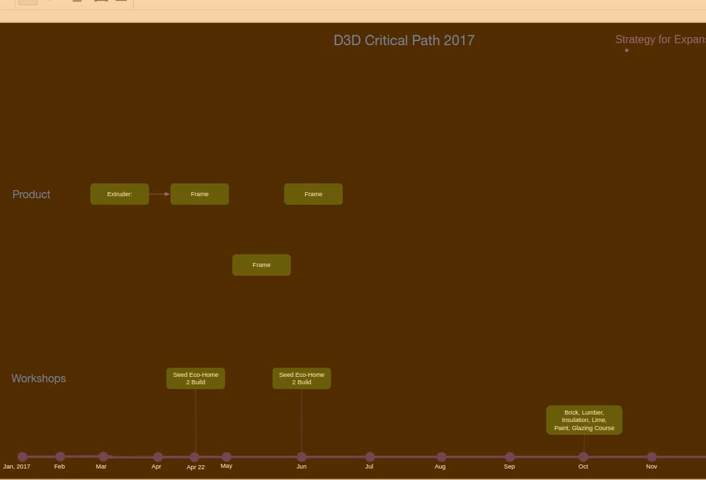 D3D Critical Path 2017
Strategy for Expan
Product
Extruder:
Frame
Frame
Frame
Workshops
Seed Eco-Home
2 Build
Seed Eco-Home
2 Build
Brick, Lumber,
Insulation, Lime,
Paint, Glazing Course
Jan, 2017
Feb
Mar
Apr
Apr 22
May
Jun
Jul
Aug
Sep
Oct
Nov